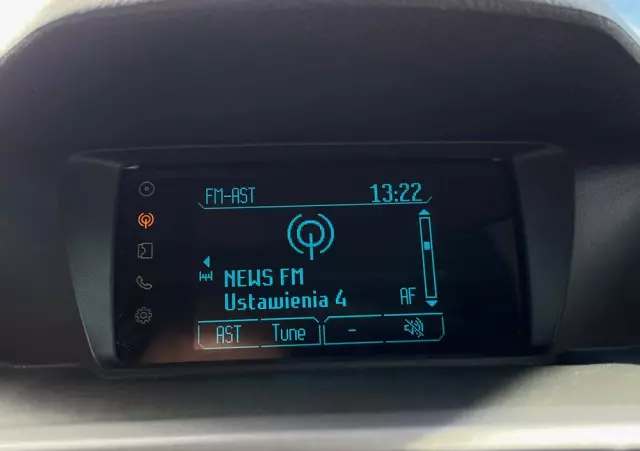 FM-AST 13:22
NEWS FM
Ustawienia 4 AF
AST Tune -